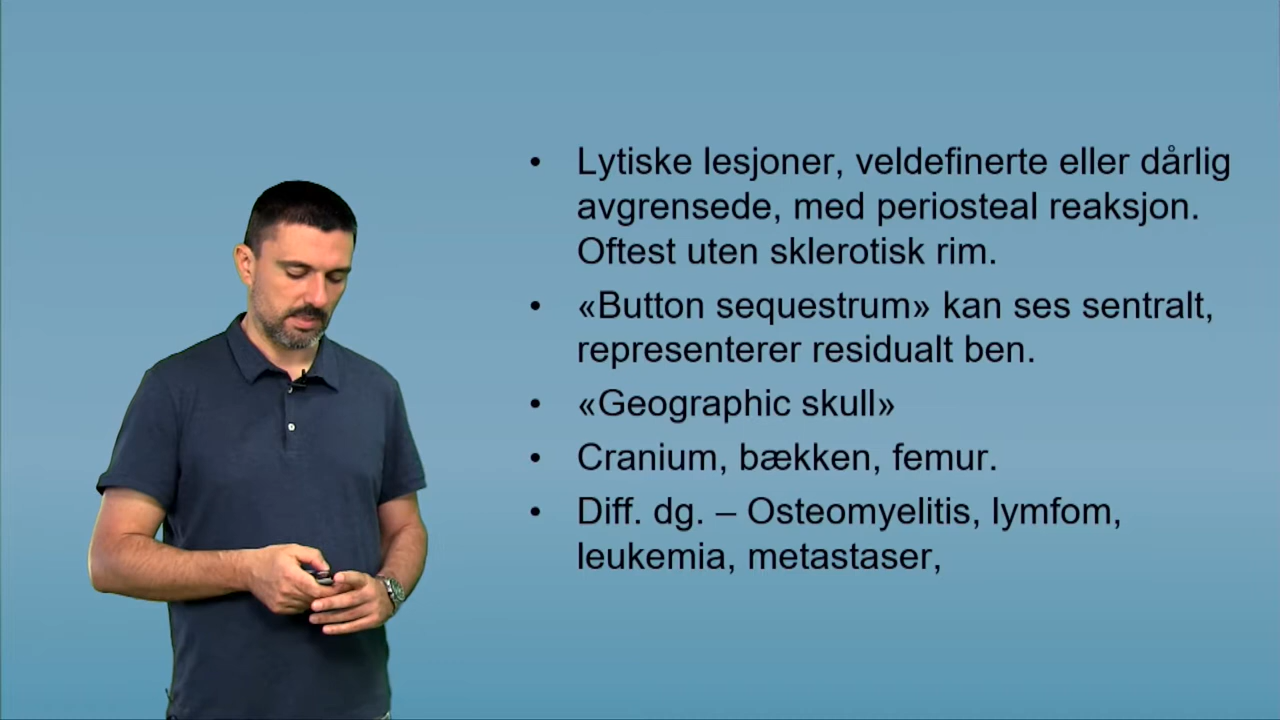 • Lytiske lesjoner, veldefinerte eller dårlig
avgrensede, med periosteal reaksjon.
Oftest uten sklerotisk rim.
• «Button sequestrum» kan ses sentralt,
representerer residualt ben.
• «Geographic skull»
• Cranium, bækken, femur.
• Diff. dg. – Osteomyelitis, lymfom,
leukemia, metastaser,